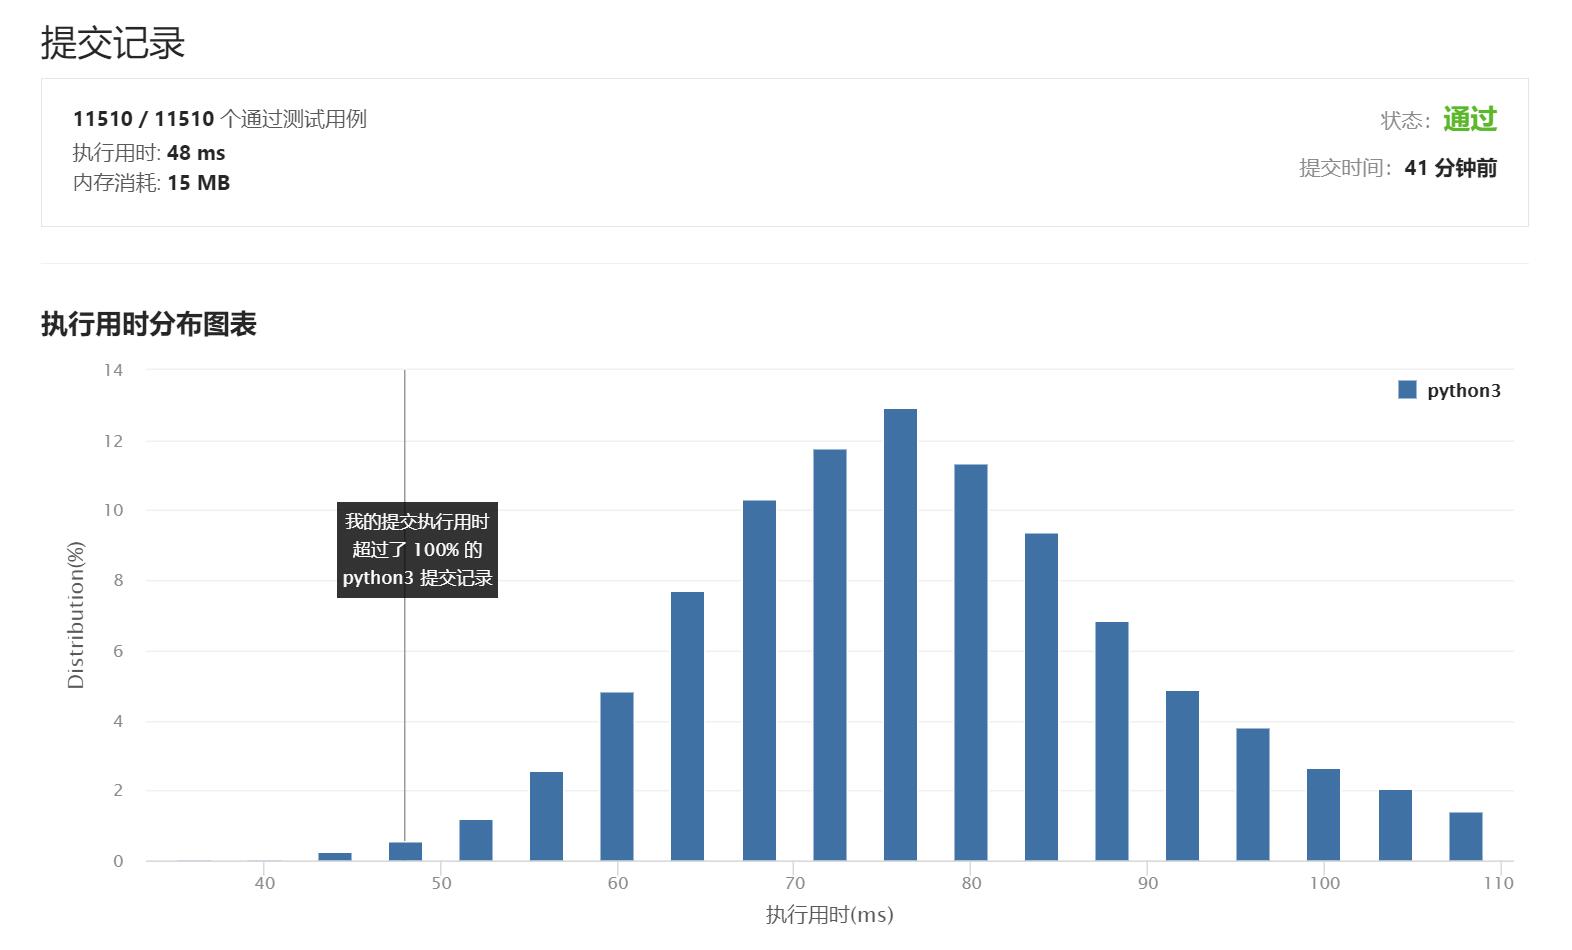 提交记录
11510 / 11510 个通过测试用例
状态：通过
执行用时: 48 ms
提交时间：41 分钟前
内存消耗: 15 MB
执行用时分布图表
python3
我的提交执行用时
超过了 100% 的
python3 提交记录
Distribution(%)
14
12
10
8
6
4
2
0
40 50 60 70 80 90 100 110
执行用时(ms)